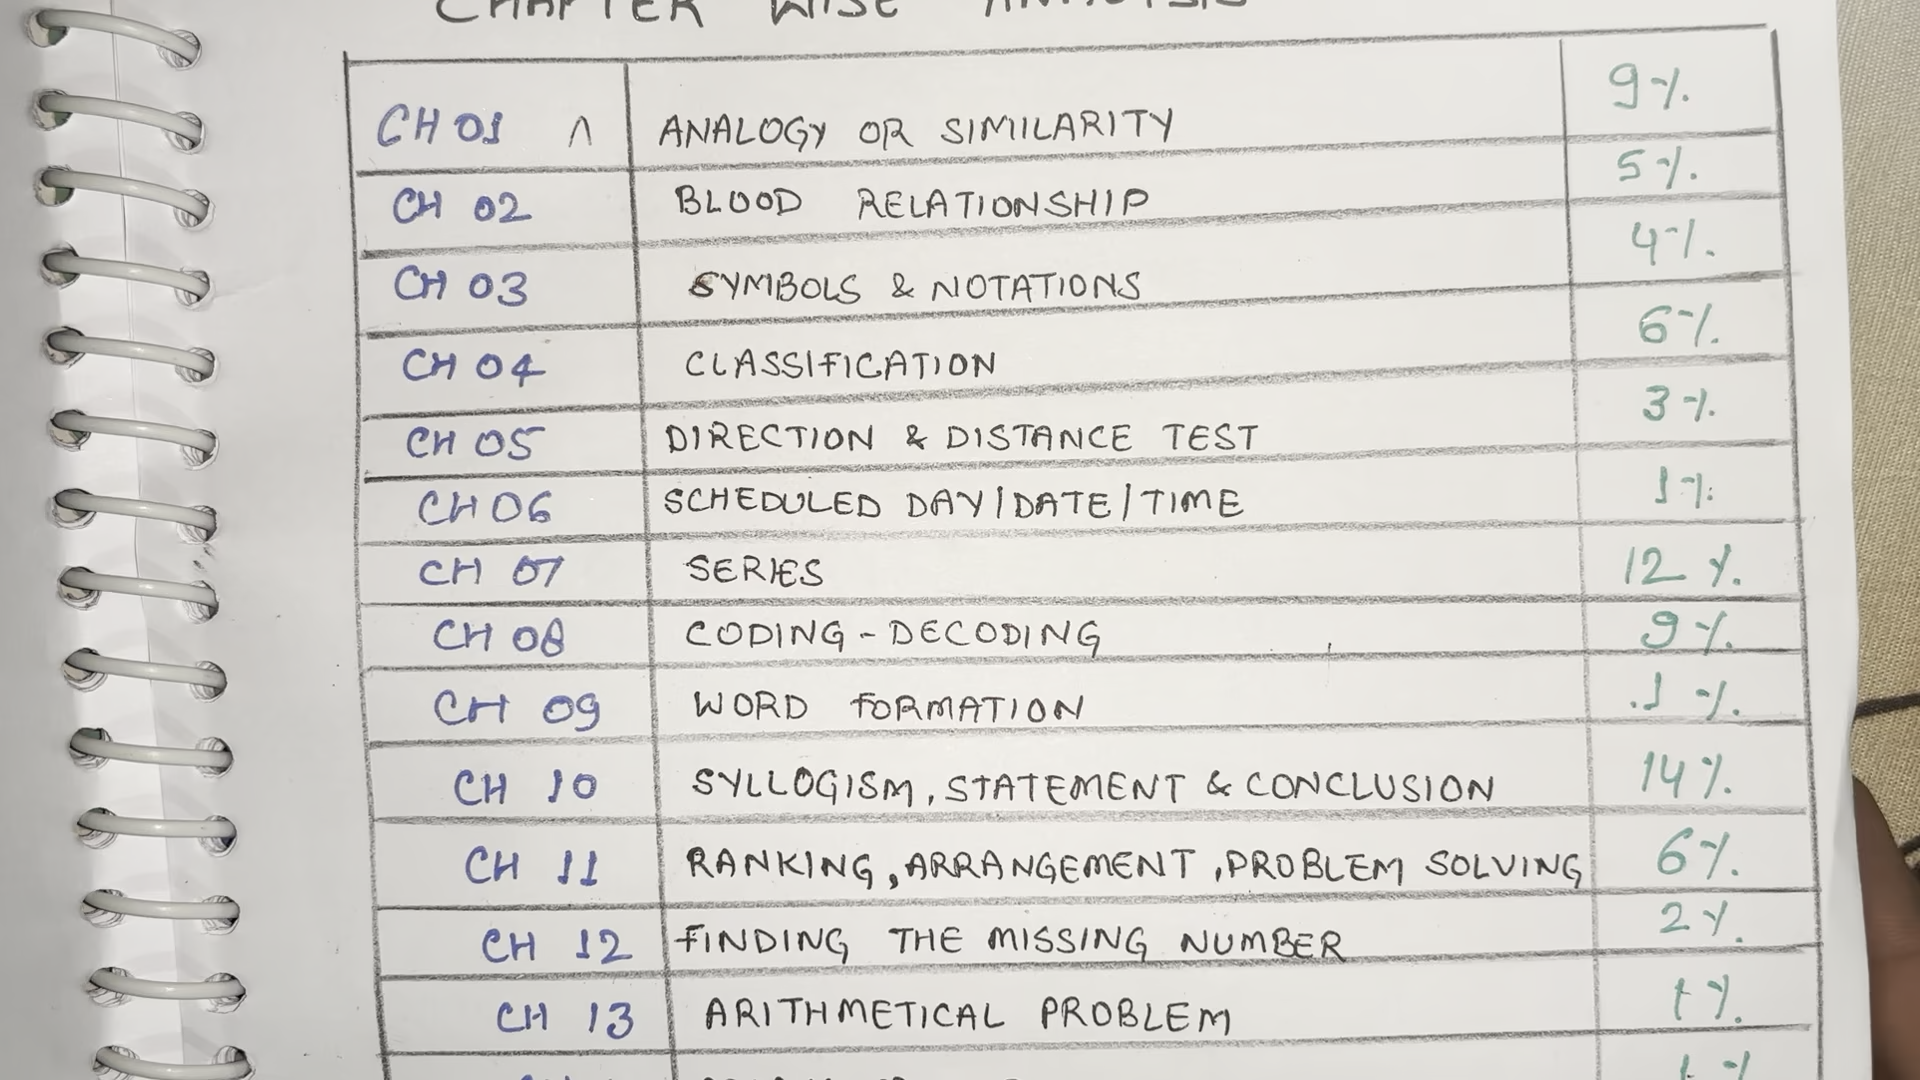 CHAPTER WISE ANALYSIS
CH 01 ∧ ANALOGY OR SIMILARITY 9%
CH 02 BLOOD RELATIONSHIP 5%
CH 03 SYMBOLS & NOTATIONS 4%
CH 04 CLASSIFICATION 6%
CH 05 DIRECTION & DISTANCE TEST 3%
CH 06 SCHEDULED DAY/DATE/TIME 1%
CH 07 SERIES 12%
CH 08 CODING-DECODING 9%
CH 09 WORD FORMATION .1%
CH 10 SYLLOGISM, STATEMENT & CONCLUSION 14%
CH 11 RANKING, ARRANGEMENT, PROBLEM SOLVING 6%
CH 12 FINDING THE MISSING NUMBER 2%
CH 13 ARITHMETICAL PROBLEM 1%